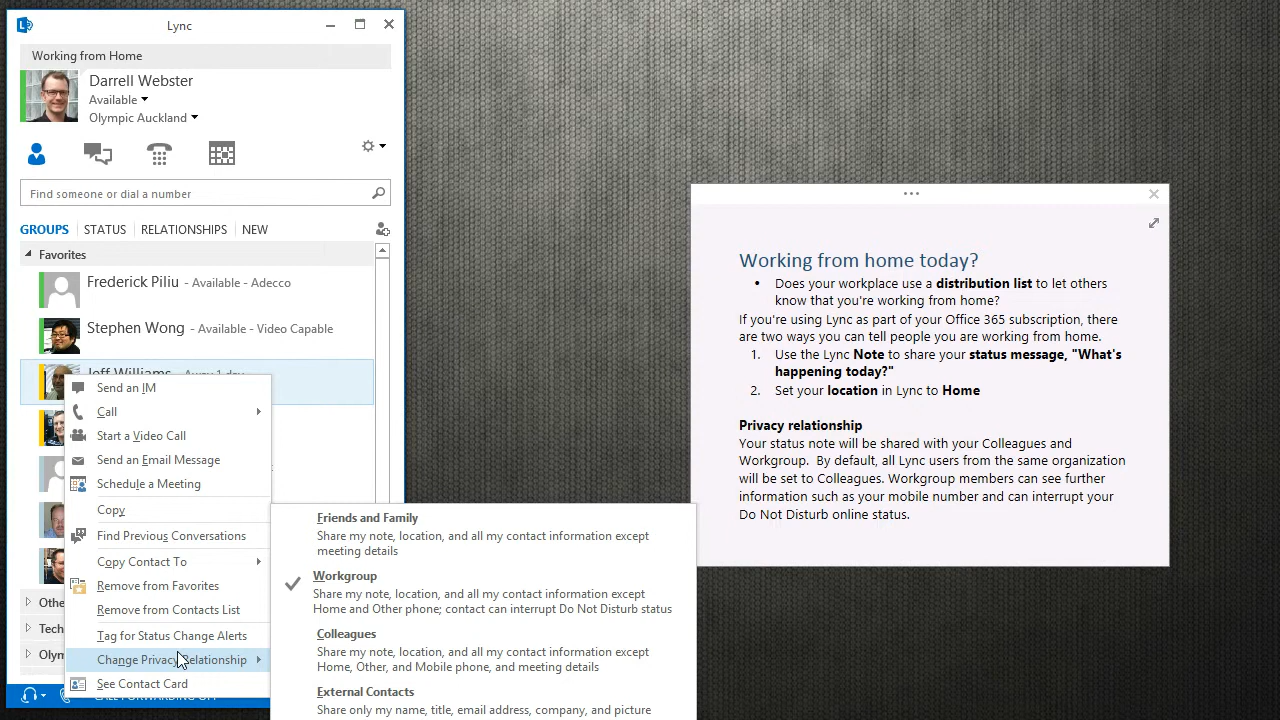 Lync
Working from Home
Darrell Webster
Available
Olympic Auckland
Find someone or dial a number
GROUPS STATUS RELATIONSHIPS NEW
Favorites
Frederick Piliu - Available - Adecco
Stephen Wong - Available - Video Capable
Jeff Williams - Away 1 day
Send an IM
Call
Start a Video Call
Send an Email Message
Schedule a Meeting
Copy
Find Previous Conversations
Copy Contact To
Remove from Favorites
Remove from Contacts List
Tag for Status Change Alerts
Change Privacy Relationship
See Contact Card
Othe
Tech
Olyn
CALL FORWARDING OFF
Friends and Family
Share my note, location, and all my contact information except
meeting details
Workgroup
Share my note, location, and all my contact information except
Home and Other phone; contact can interrupt Do Not Disturb status
Colleagues
Share my note, location, and all my contact information except
Home, Other, and Mobile phone, and meeting details
External Contacts
Share only my name, title, email address, company, and picture
Working from home today?
• Does your workplace use a distribution list to let others
know that you're working from home?
If you're using Lync as part of your Office 365 subscription, there
are two ways you can tell people you are working from home.
1. Use the Lync Note to share your status message, "What's
happening today?"
2. Set your location in Lync to Home
Privacy relationship
Your status note will be shared with your Colleagues and
Workgroup. By default, all Lync users from the same organization
will be set to Colleagues. Workgroup members can see further
information such as your mobile number and can interrupt your
Do Not Disturb online status.